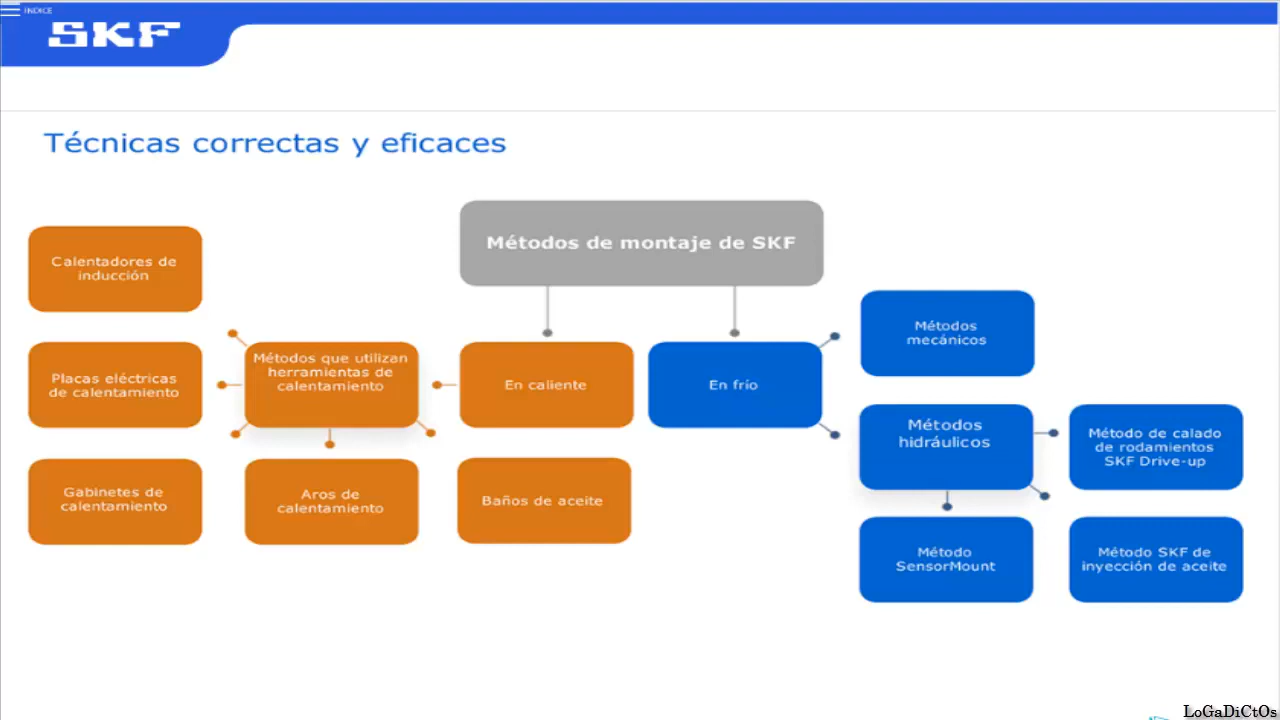 ÍNDICE
SKF
Técnicas correctas y eficaces
Métodos de montaje de SKF
Calentadores de
inducción
Placas eléctricas
de calentamiento
Gabinetes de
calentamiento
Métodos que utilizan
herramientas de
calentamiento
Aros de
calentamiento
En caliente
Baños de aceite
En frío
Métodos
mecánicos
Métodos
hidráulicos
Método de calado
de rodamientos
SKF Drive-up
Método
SensorMount
Método SKF de
inyección de aceite
LoGaDiCtOs